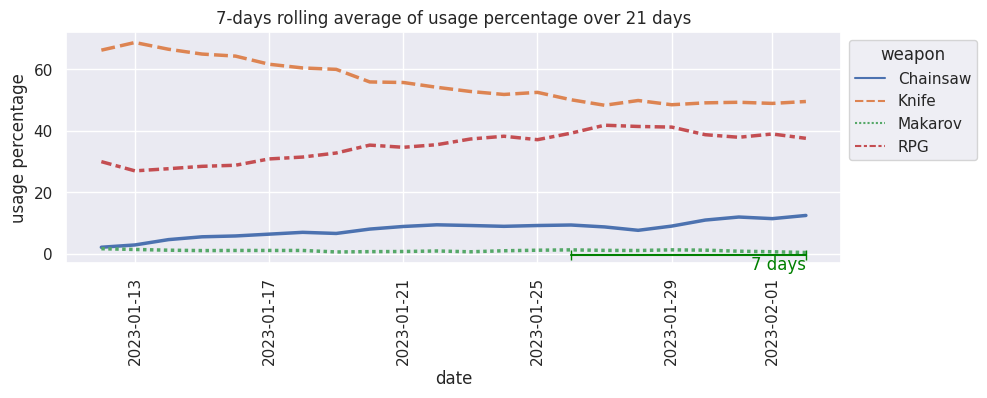 7-days rolling average of usage percentage over 21 days
usage percentage
60
40
20
0
7 days
2023-01-13
2023-01-17
2023-01-21
2023-01-25
2023-01-29
2023-02-01
date
weapon
Chainsaw
Knife
Makarov
RPG